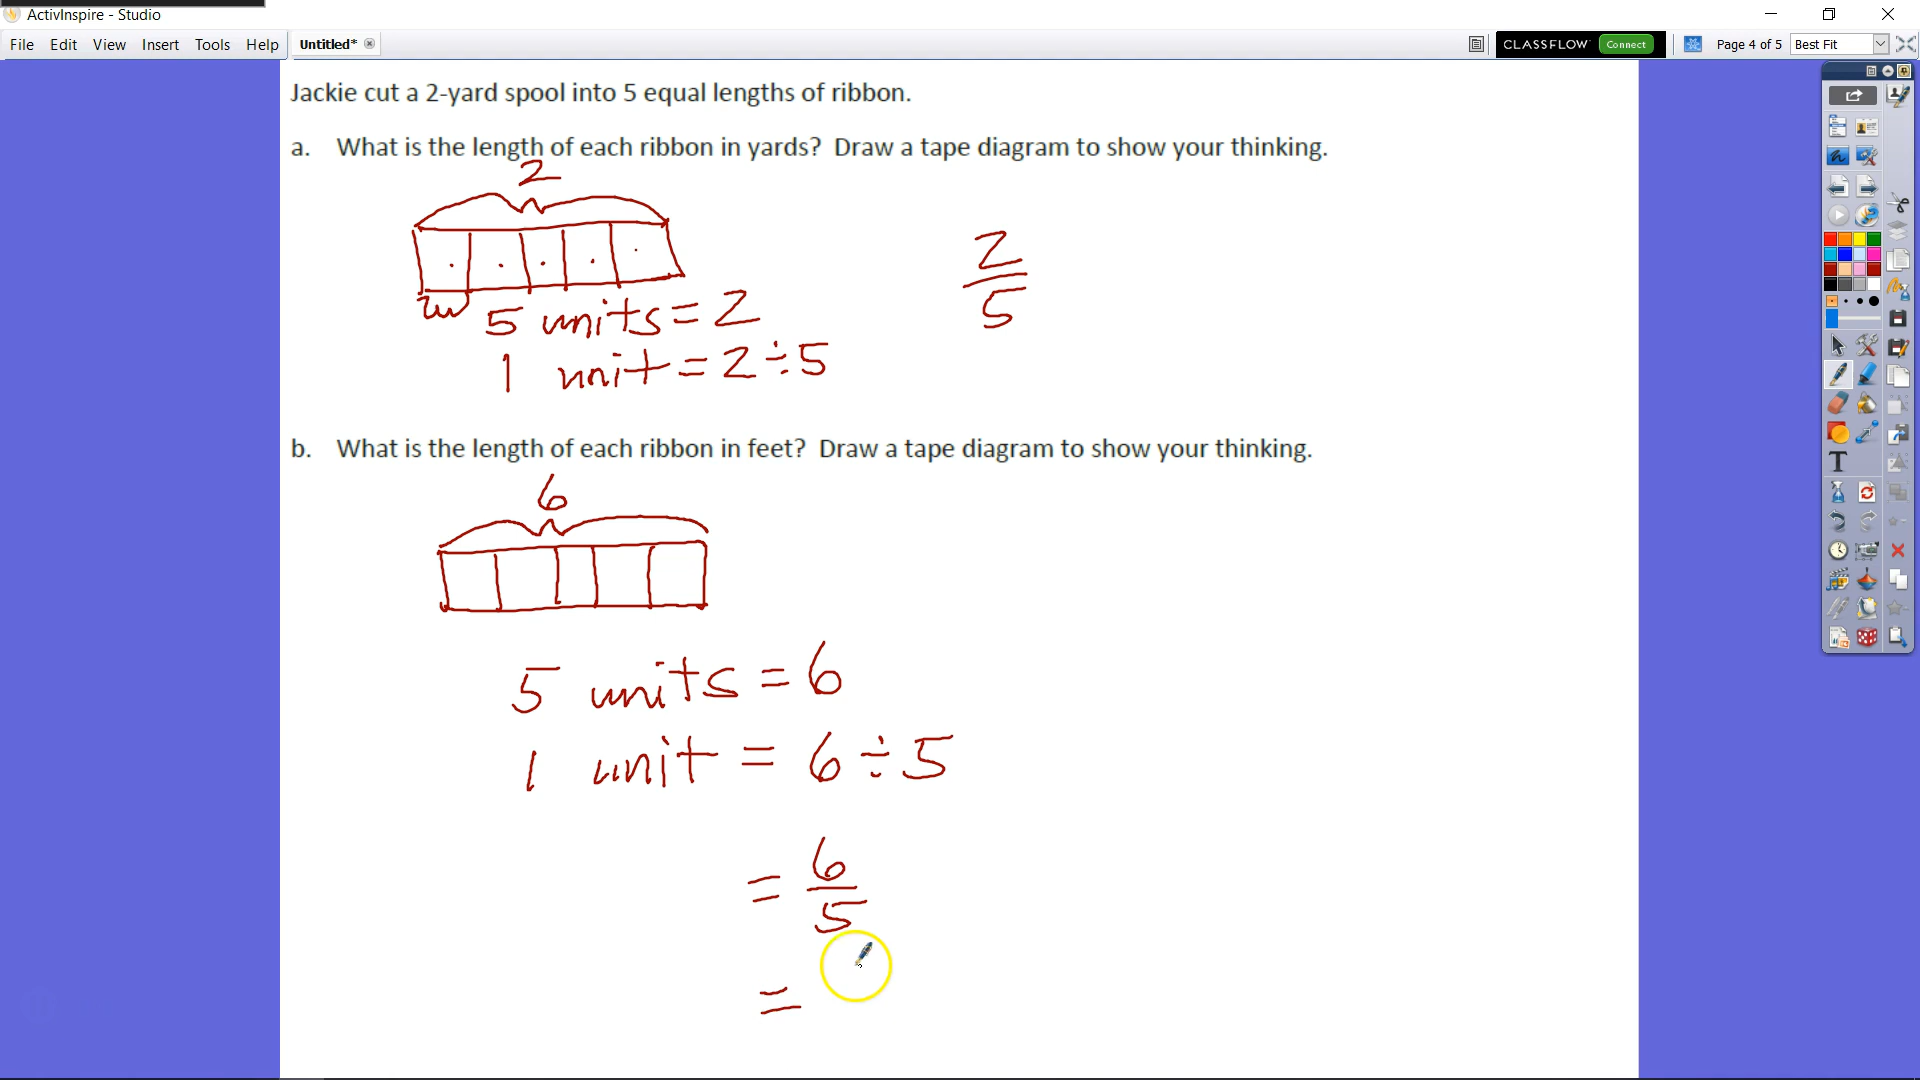 ActivInspire - Studio
File Edit View Insert Tools Help Untitled*
CLASSFLOW Connect Page 4 of 5 Best Fit
Jackie cut a 2-yard spool into 5 equal lengths of ribbon.
a. What is the length of each ribbon in yards? Draw a tape diagram to show your thinking.
2
5 units = 2
1 unit = 2 ÷ 5
2
5
b. What is the length of each ribbon in feet? Draw a tape diagram to show your thinking.
6
5 units = 6
1 unit = 6 ÷ 5
= 6
5
=
T